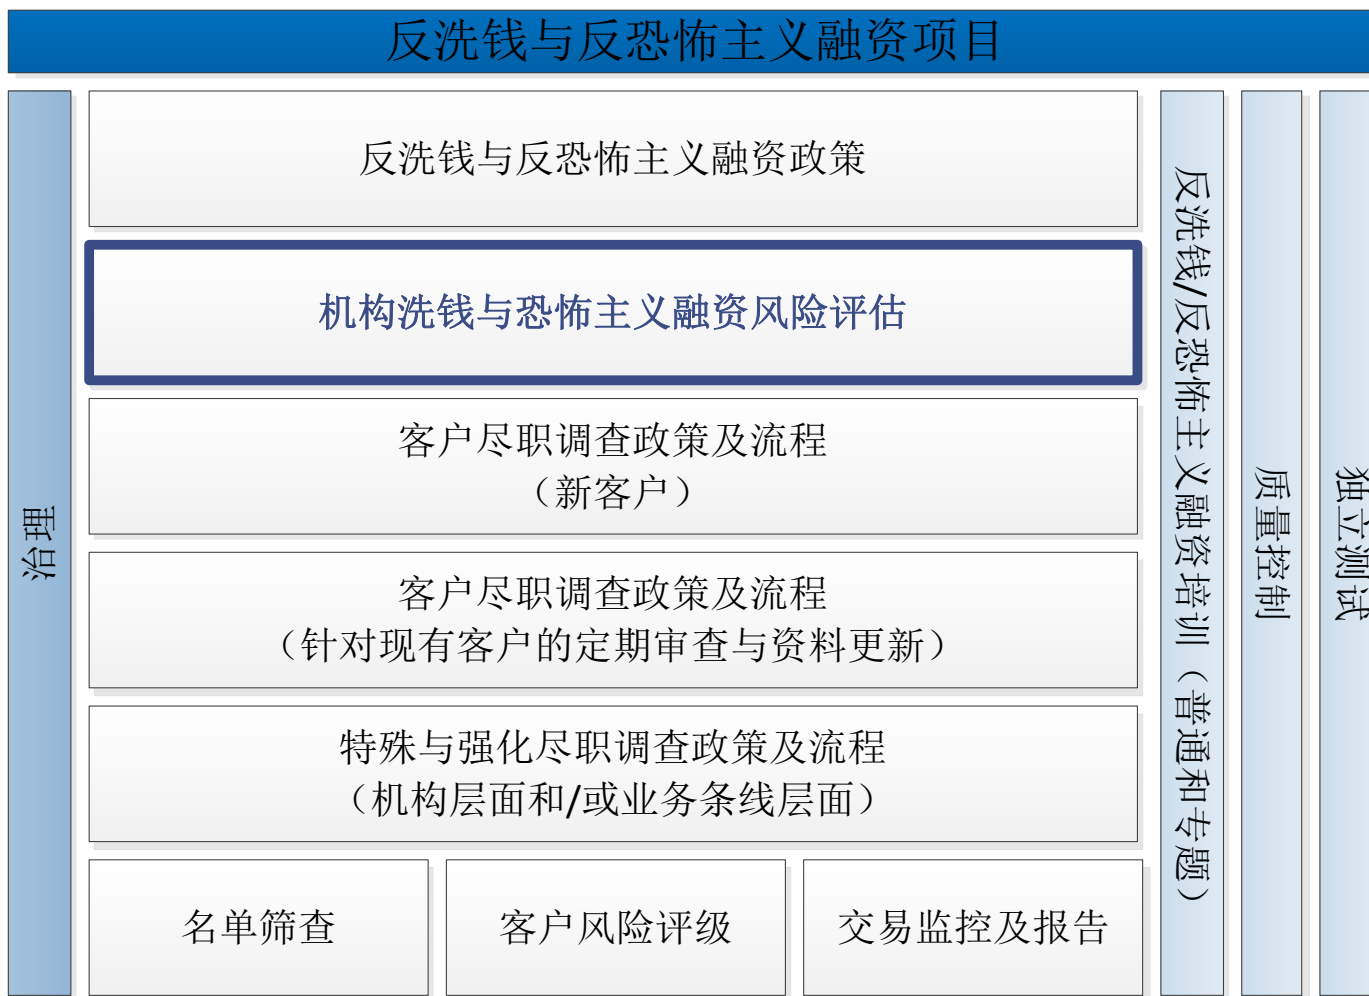 反洗钱与反恐怖主义融资项目
治理
反洗钱与反恐怖主义融资政策
机构洗钱与恐怖主义融资风险评估
客户尽职调查政策及流程
（新客户）
客户尽职调查政策及流程
（针对现有客户的定期审查与资料更新）
特殊与强化尽职调查政策及流程
（机构层面和/或业务条线层面）
名单筛查
客户风险评级
交易监控及报告
反洗钱/反恐怖主义融资培训（普通和专题）
质量控制
独立测试